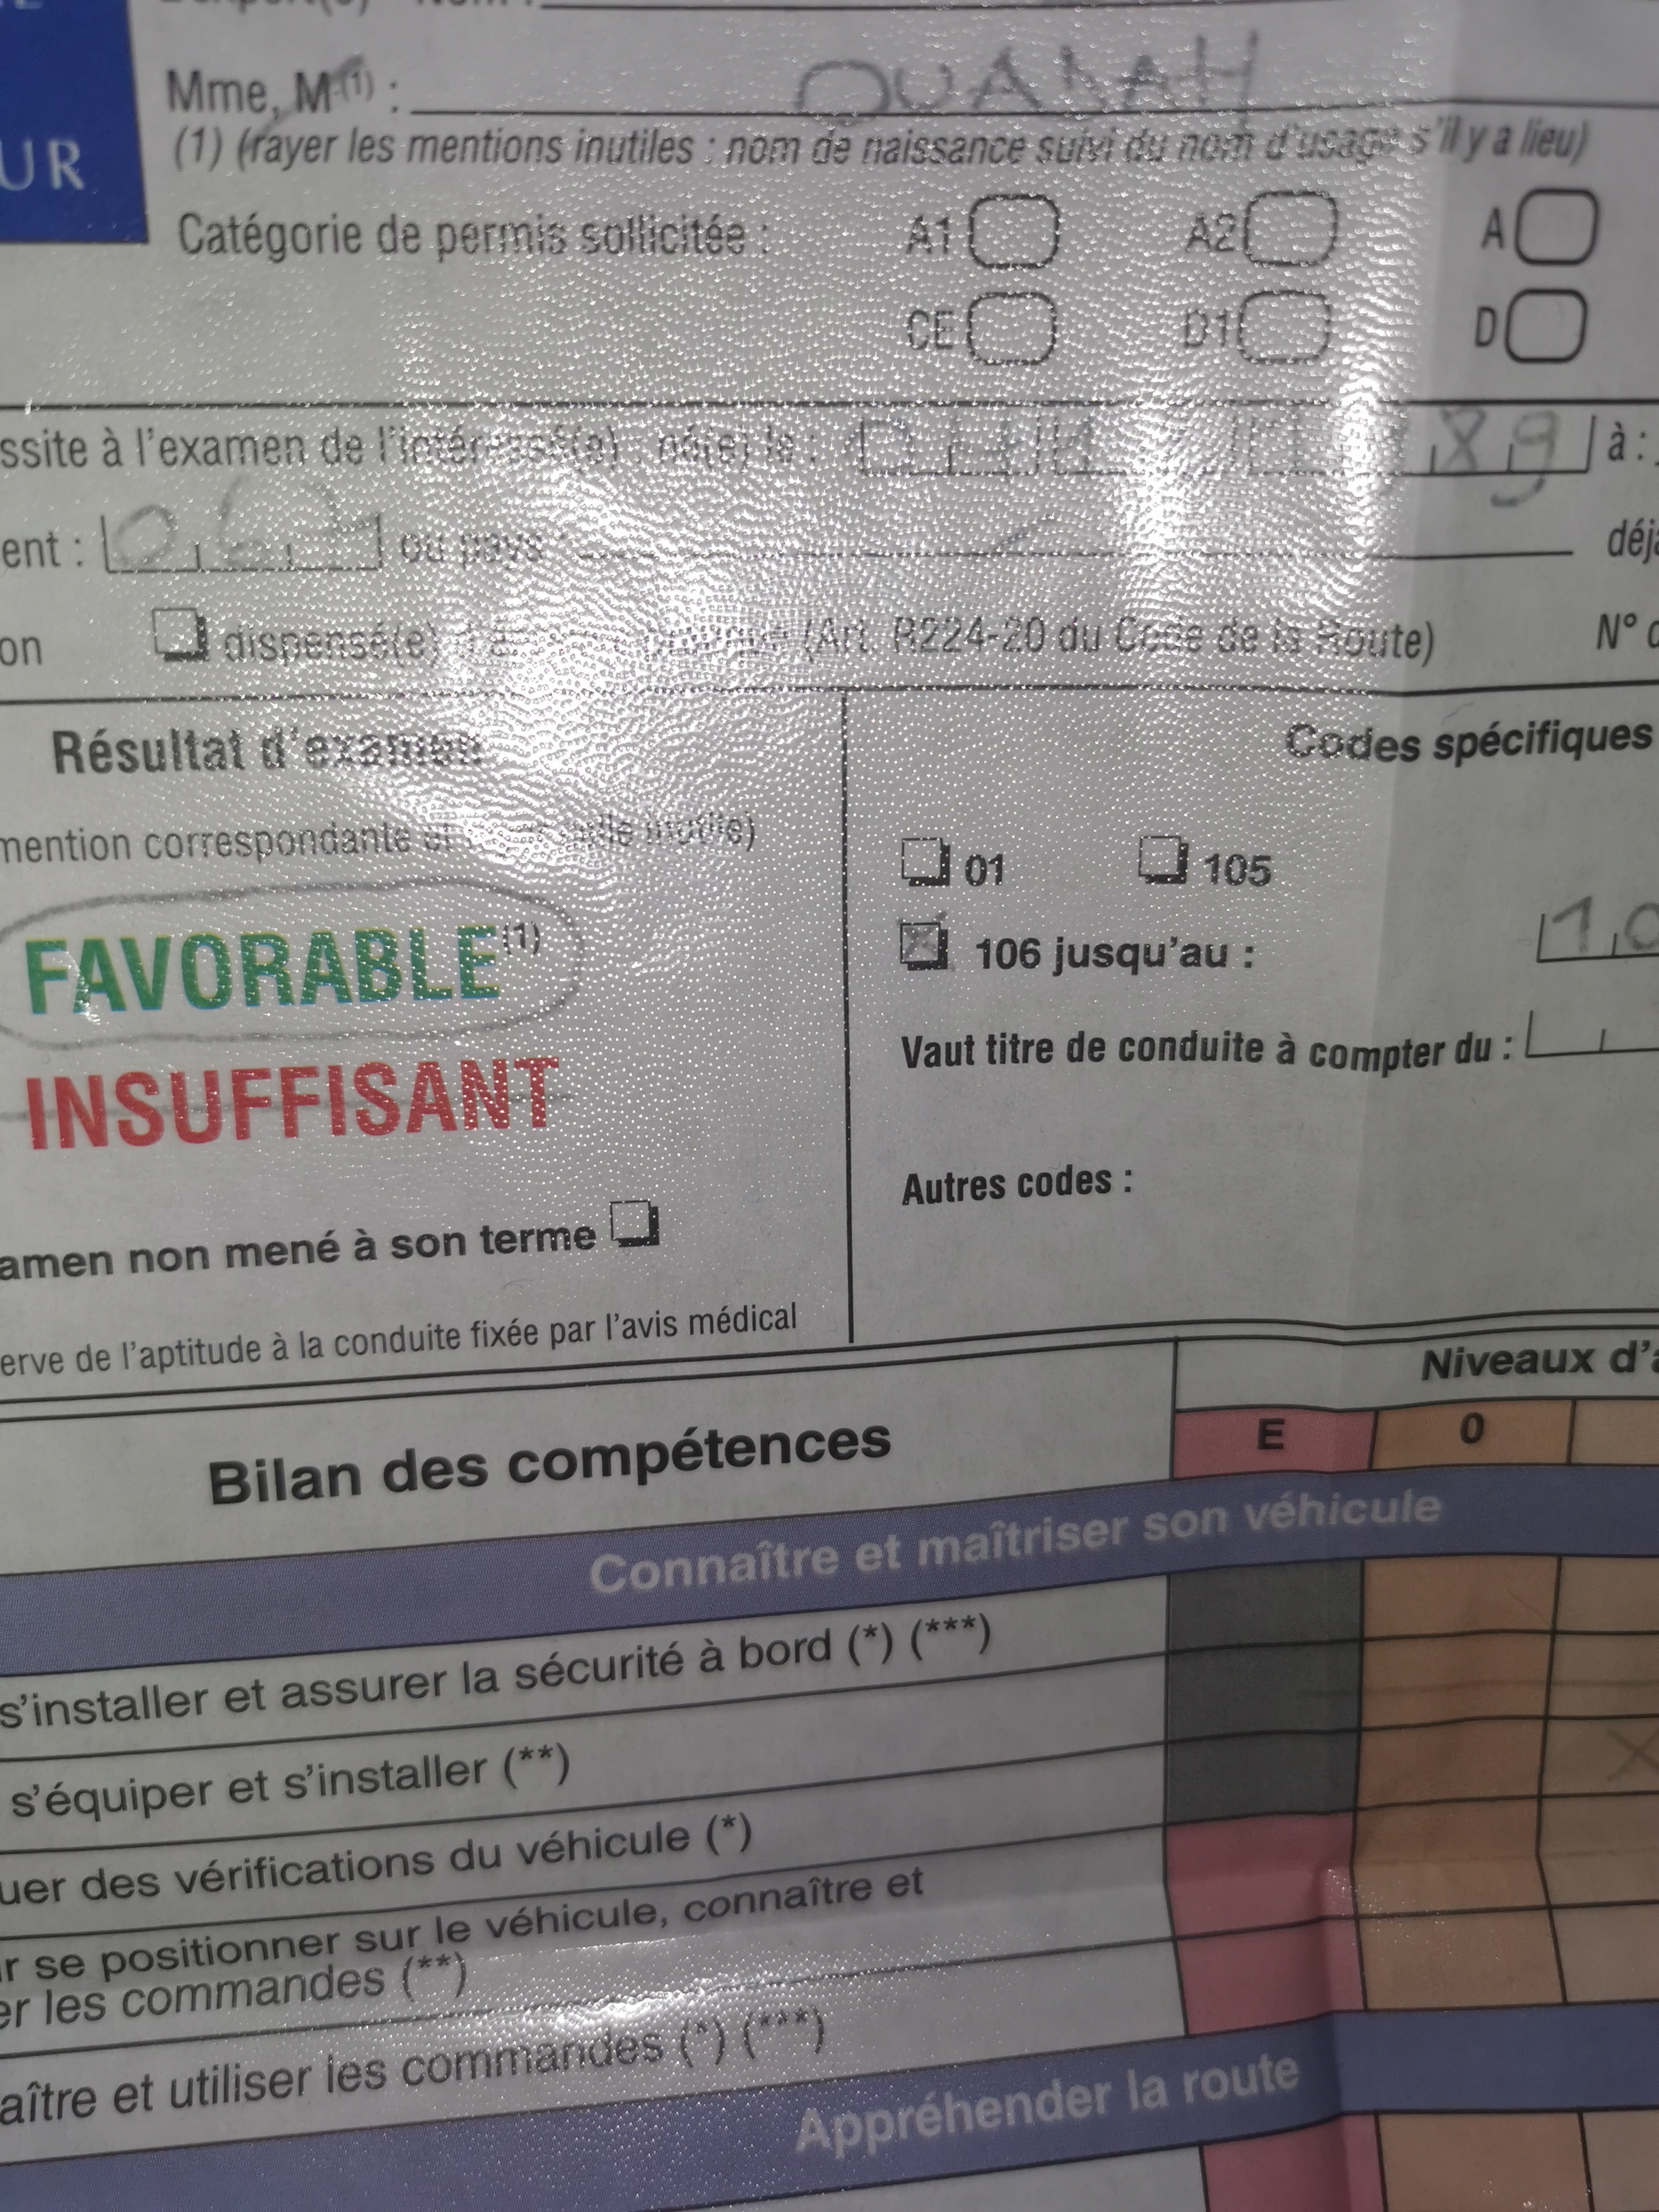 Nom :
Mme, M(1) : OUANAH
UR
(1) (rayer les mentions inutiles : nom de naissance suivi du nom d'usage s'il y a lieu)
Catégorie de permis sollicitée : A1 A2 A
CE D1 D
ssite à l'examen de l'intéressé(e) : né(e) le : 89 à :
ent : ou pays : déjà
on dispensé(e) (Art. R224-20 du Code de la Route) N°
Résultat d'examen
Codes spécifiques
mention correspondante et inutile)
01 105
FAVORABLE(1)
106 jusqu'au : 10
Vaut titre de conduite à compter du :
INSUFFISANT
Autres codes :
amen non mené à son terme
erve de l'aptitude à la conduite fixée par l'avis médical
Niveaux d'a
Bilan des compétences
E 0
Connaître et maîtriser son véhicule
s'installer et assurer la sécurité à bord (*) (***)
s'équiper et s'installer (**)
uer des vérifications du véhicule (*)
r se positionner sur le véhicule, connaître et
er les commandes (**)
aître et utiliser les commandes (*) (***)
Appréhender la route